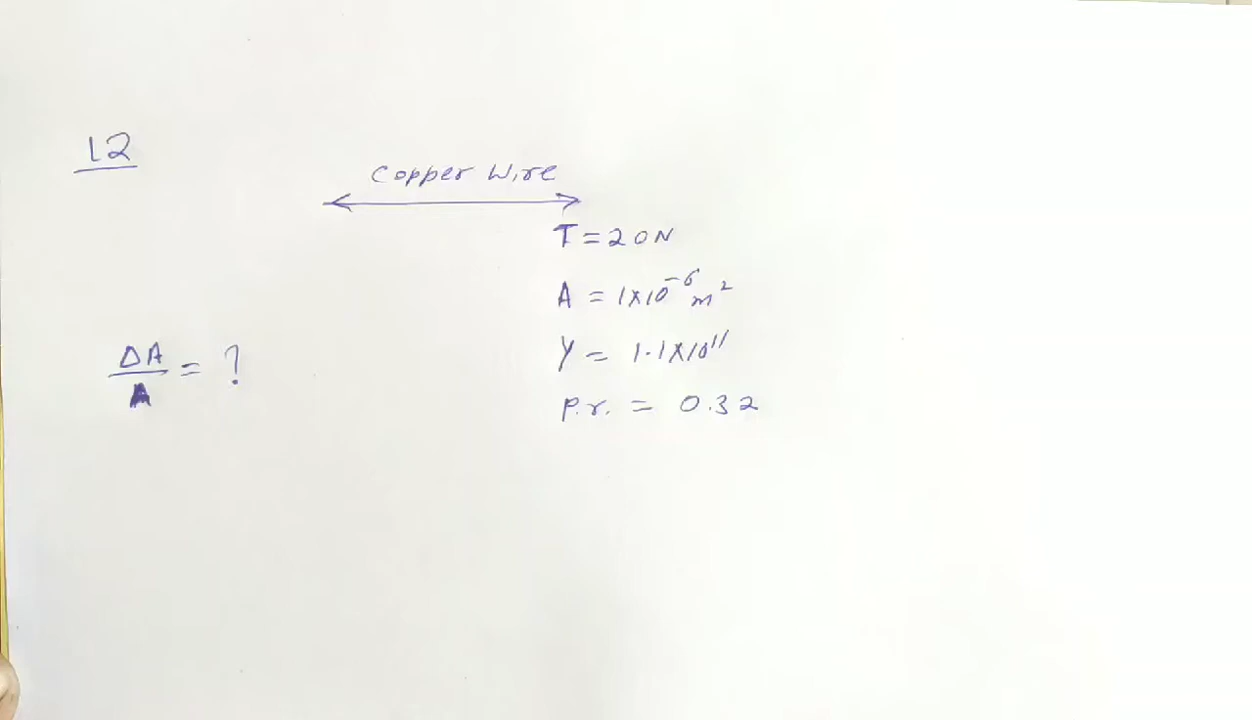 12
Copper Wire
T = 20N
A = 1×10⁻⁶ m²
Y = 1.1×10¹¹
P.r. = 0.32
ΔA/A = ?